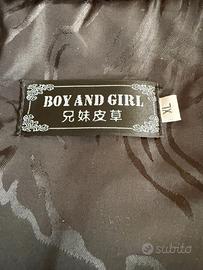 BOY AND GIRL
兄妹皮草
XL
subito